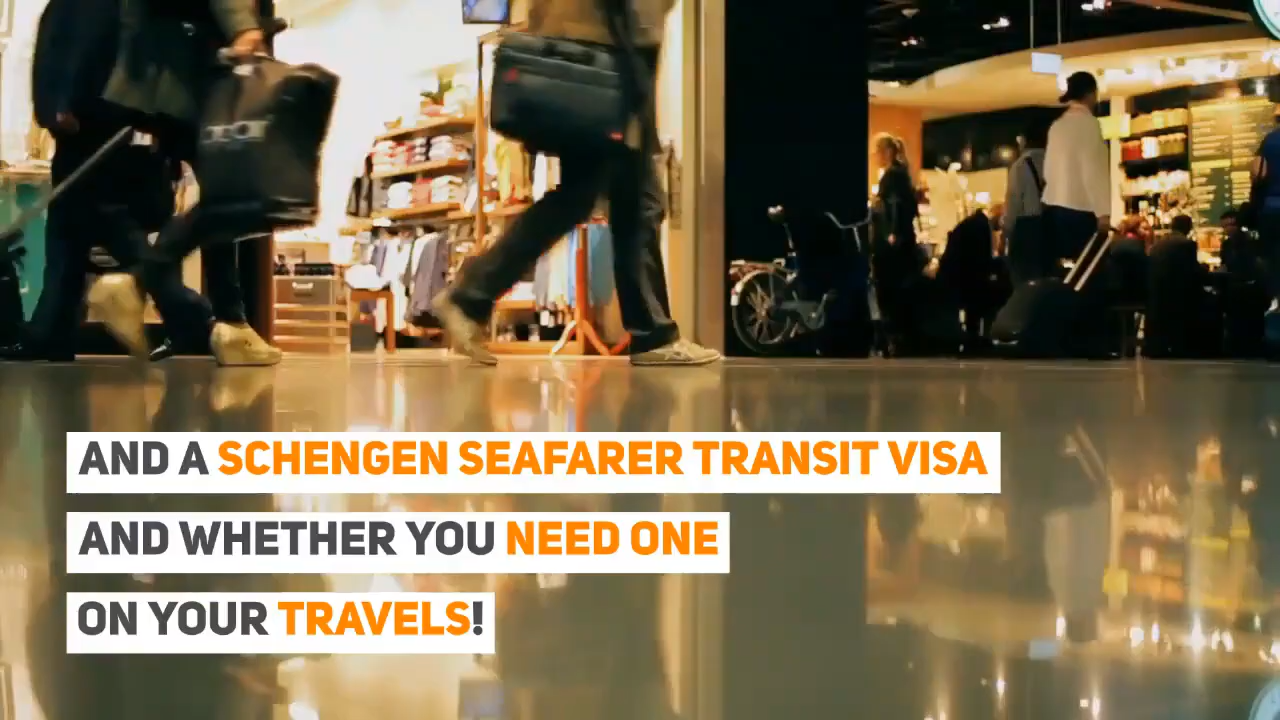 AND A SCHENGEN SEAFARER TRANSIT VISA
AND WHETHER YOU NEED ONE
ON YOUR TRAVELS!